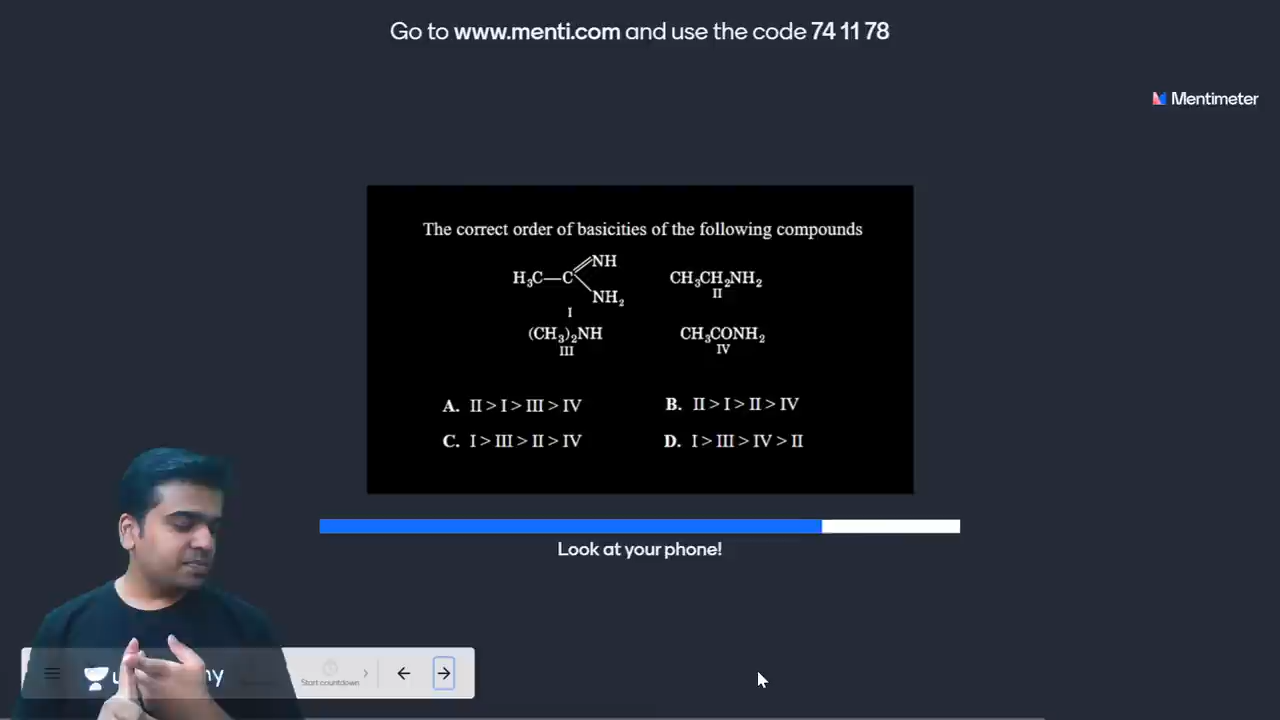 Go to www.menti.com and use the code 74 11 78
Mentimeter
The correct order of basicities of the following compounds
H₃C—C
NH
NH₂
I
CH₃CH₂NH₂
II
(CH₃)₂NH
III
CH₃CONH₂
IV
A. II > I > III > IV
B. II > I > II > IV
C. I > III > II > IV
D. I > III > IV > II
Look at your phone!
Start countdown